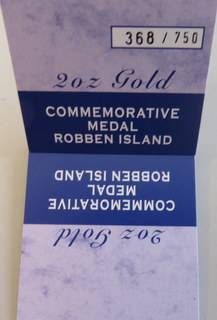 368 / 750
2oz Gold
COMMEMORATIVE
MEDAL
ROBBEN ISLAND
2oz Gold
COMMEMORATIVE
MEDAL
ROBBEN ISLAND